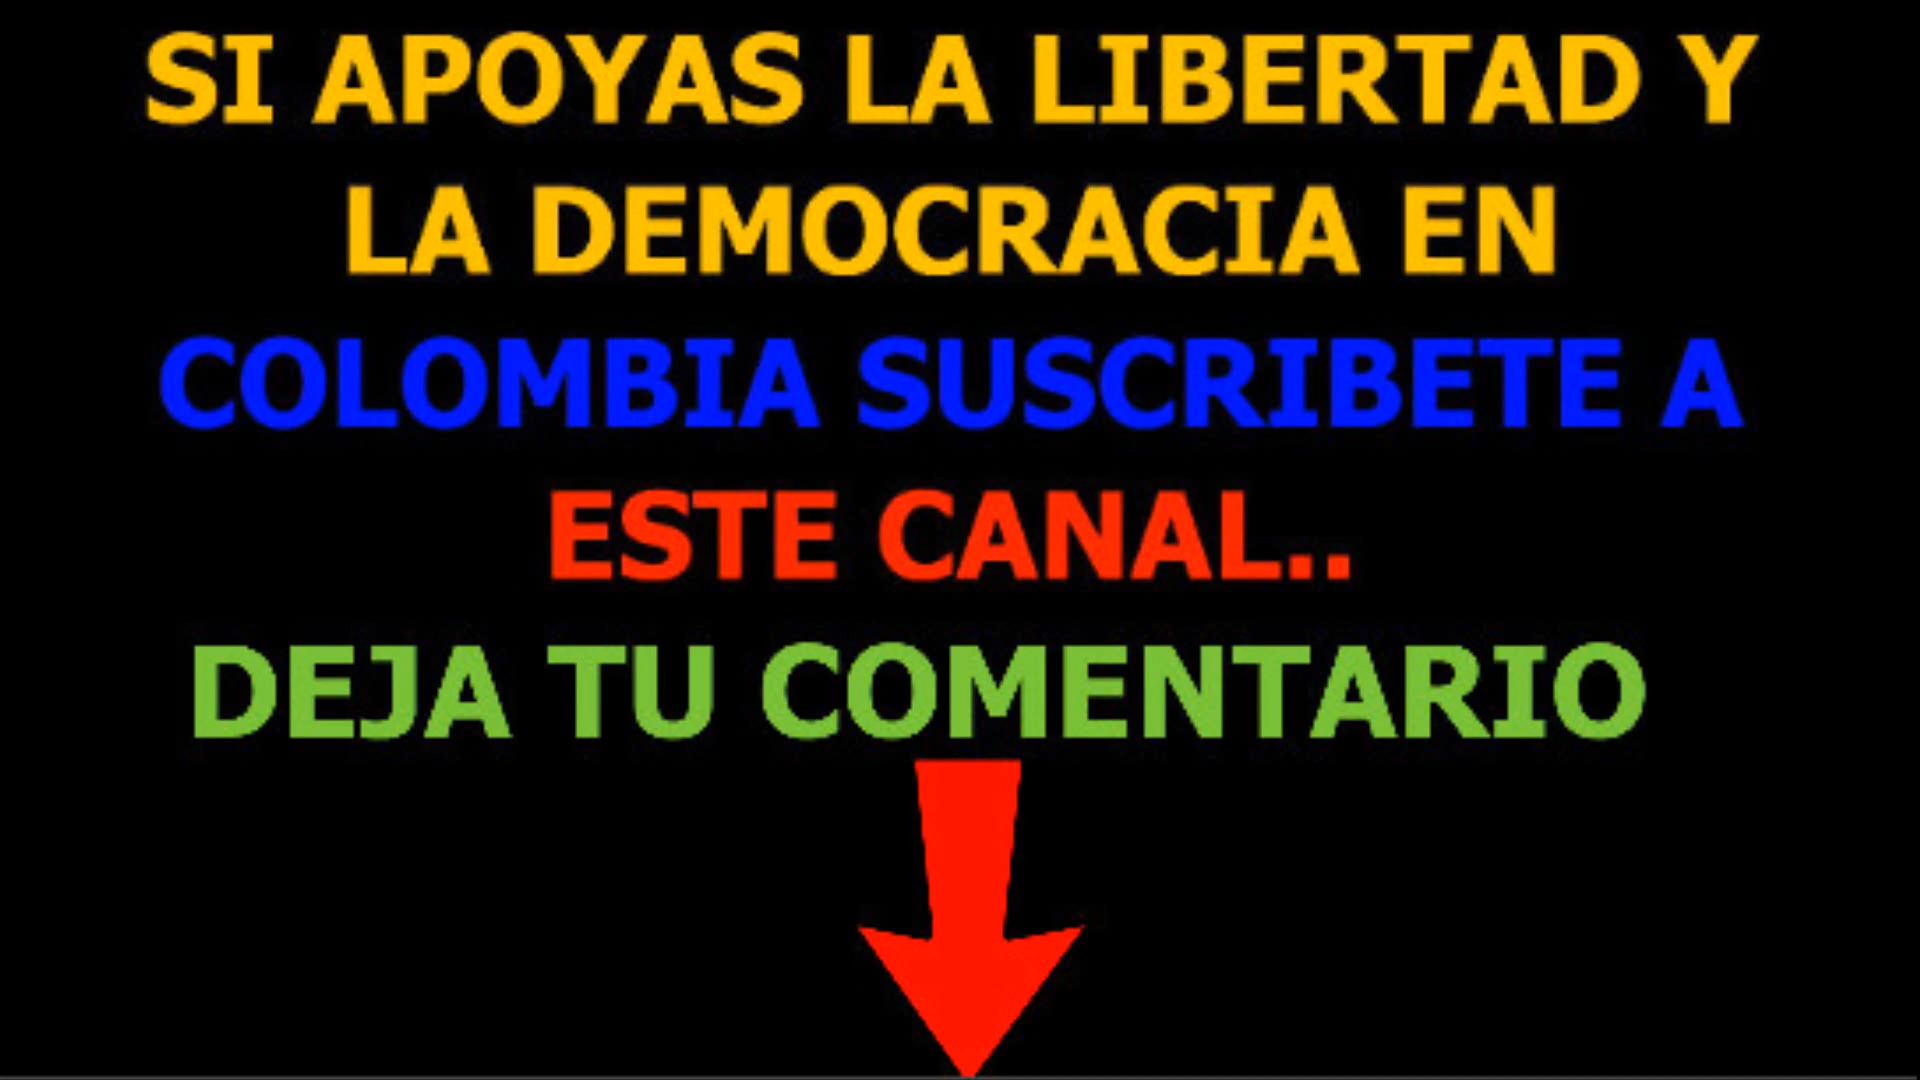 SI APOYAS LA LIBERTAD Y
LA DEMOCRACIA EN
COLOMBIA SUSCRIBETE A
ESTE CANAL..
DEJA TU COMENTARIO